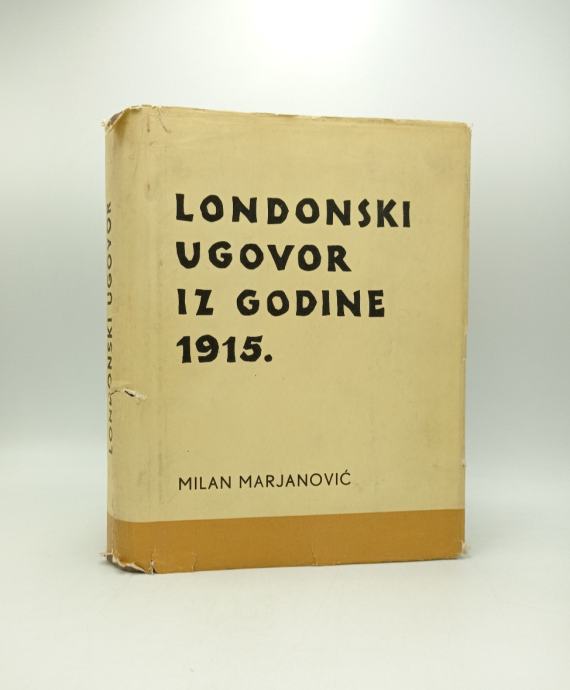 LONDONSKI
UGOVOR
IZ GODINE
1915.
MILAN MARJANOVIĆ
LONDONSKI UGOVOR